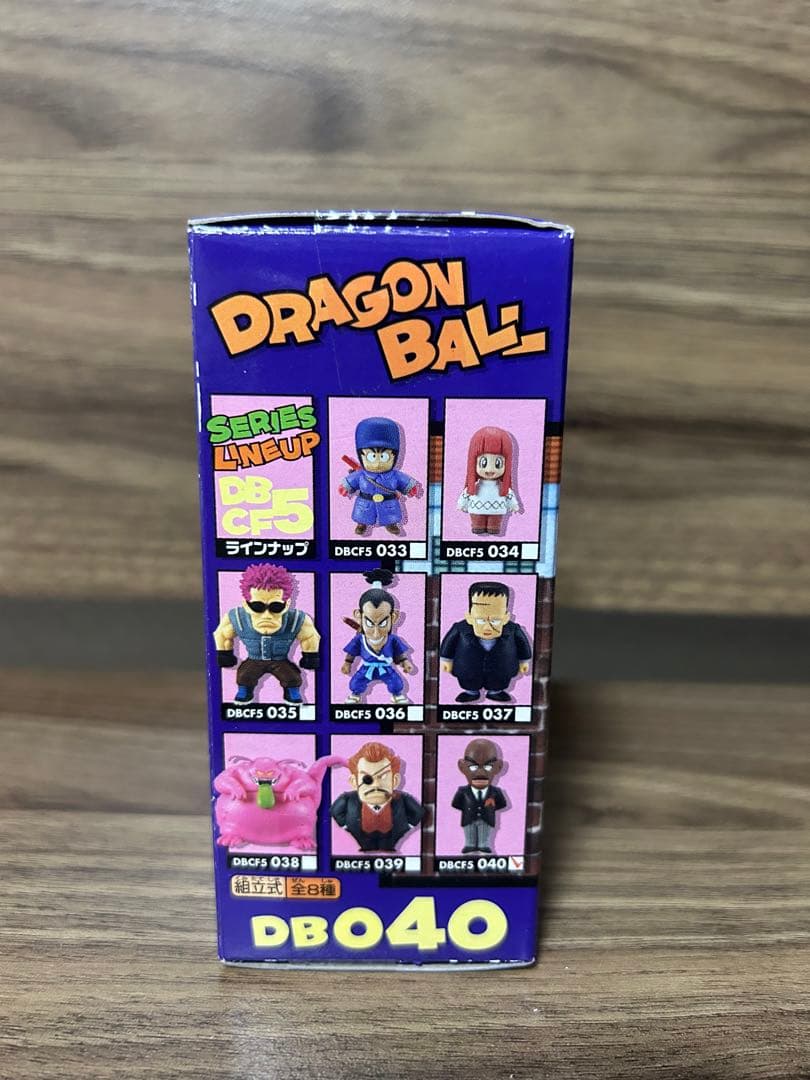 DRAGON
BALL
SERIES
LINEUP
DB
CF5
ラインナップ
DBCF5 033
DBCF5 034
DBCF5 035
DBCF5 036
DBCF5 037
DBCF5 038
DBCF5 039
DBCF5 040
組立式 全8種
DB040